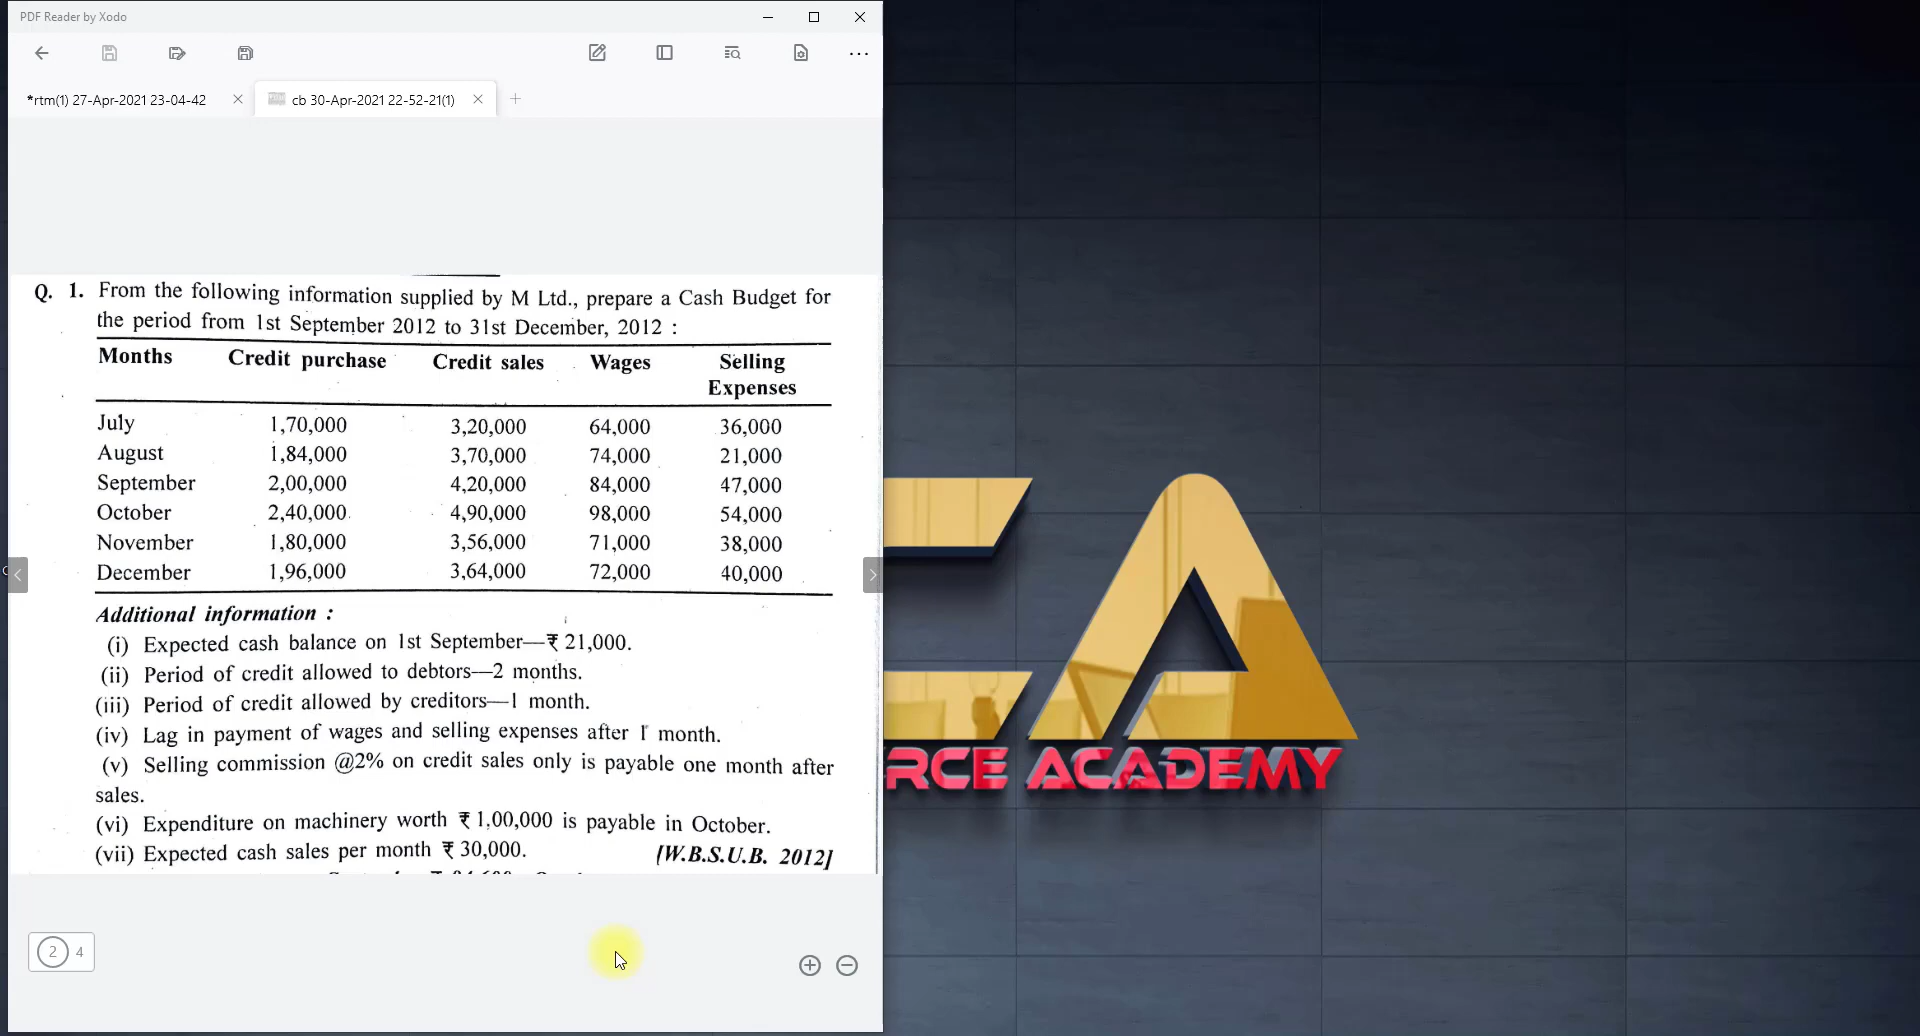 PDF Reader by Xodo
*rtm(1) 27-Apr-2021 23-04-42
cb 30-Apr-2021 22-52-21(1)
Q. 1. From the following information supplied by M Ltd., prepare a Cash Budget for
the period from 1st September 2012 to 31st December, 2012 :
Months Credit purchase Credit sales Wages Selling
Expenses
July 1,70,000 3,20,000 64,000 36,000
August 1,84,000 3,70,000 74,000 21,000
September 2,00,000 4,20,000 84,000 47,000
October 2,40,000 4,90,000 98,000 54,000
November 1,80,000 3,56,000 71,000 38,000
December 1,96,000 3,64,000 72,000 40,000
Additional information :
(i) Expected cash balance on 1st September—₹ 21,000.
(ii) Period of credit allowed to debtors—2 months.
(iii) Period of credit allowed by creditors—1 month.
(iv) Lag in payment of wages and selling expenses after 1 month.
(v) Selling commission @2% on credit sales only is payable one month after
sales.
(vi) Expenditure on machinery worth ₹ 1,00,000 is payable in October.
(vii) Expected cash sales per month ₹ 30,000. [W.B.S.U.B. 2012]
2 4
CA
RCE ACADEMY